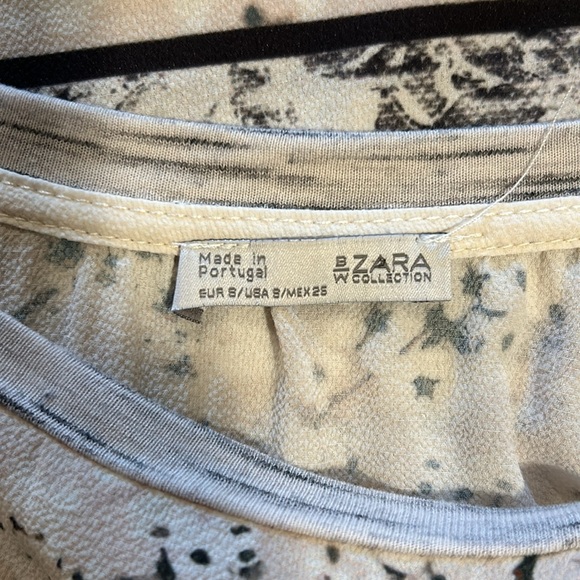 Made in
Portugal
B ZARA
W COLLECTION
EUR S/USA S/MEX 26